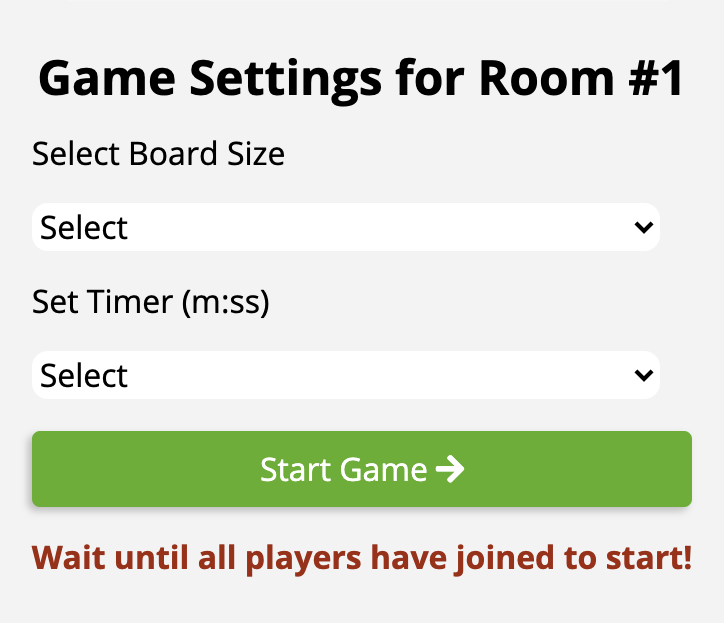 Game Settings for Room #1
Select Board Size
Select
Set Timer (m:ss)
Select
Start Game
Wait until all players have joined to start!